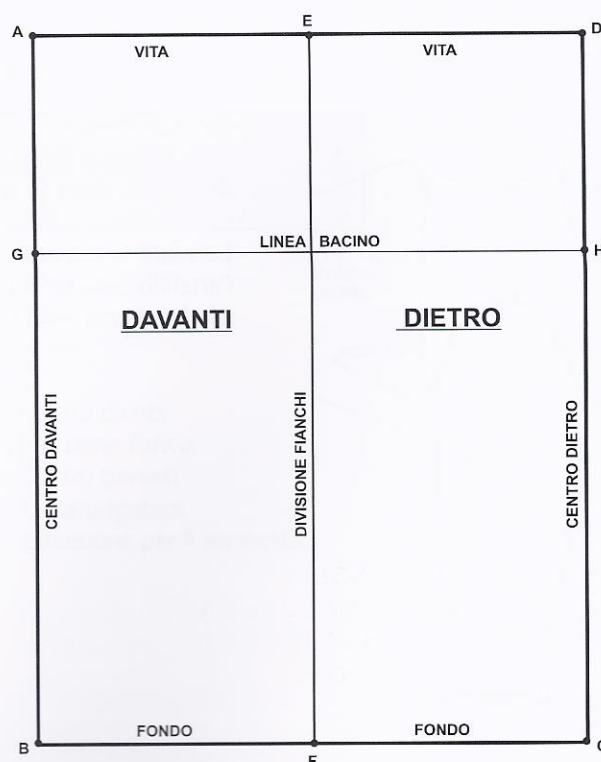 A E D
VITA VITA
LINEA BACINO
G H
DAVANTI DIETRO
CENTRO DAVANTI
DIVISIONE FIANCHI
CENTRO DIETRO
FONDO FONDO
B F C